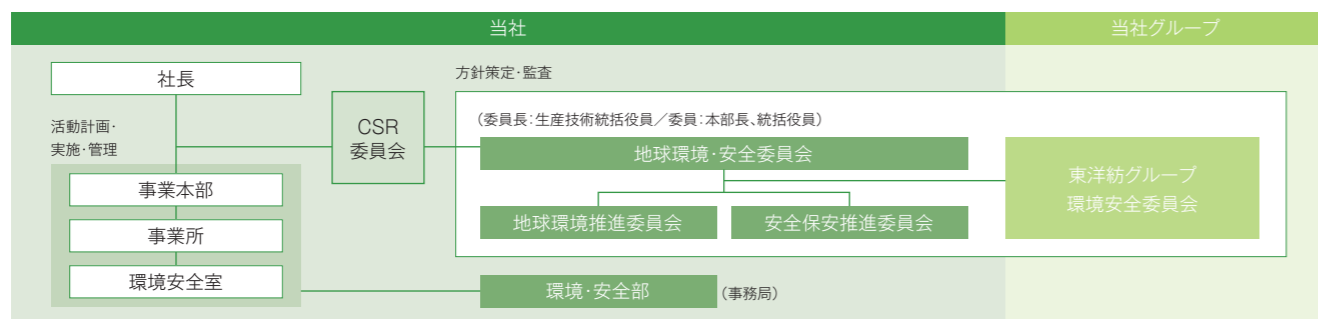 当社
当社グループ
社長
方針策定・監査
活動計画・
実施・管理
CSR
委員会
（委員長：生産技術統括役員／委員：本部長、統括役員）
地球環境・安全委員会
東洋紡グループ
環境安全委員会
事業本部
地球環境推進委員会
安全保安推進委員会
事業所
環境安全室
環境・安全部
（事務局）